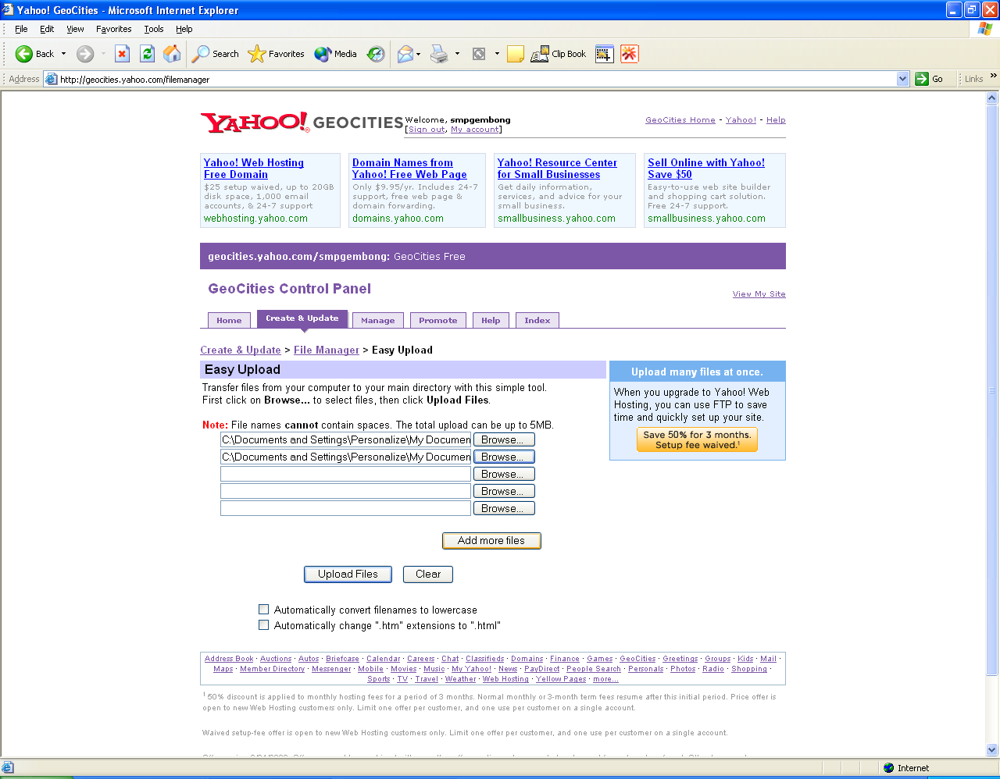 Yahoo! GeoCities - Microsoft Internet Explorer
File Edit View Favorites Tools Help
Back Search Favorites Media Clip Book
Address http://geocities.yahoo.com/filemanager Go Links »
YAHOO!® GEOCITIES
Welcome, smpgembong
[Sign out, My account]
GeoCities Home - Yahoo! - Help
Yahoo! Web Hosting
Free Domain
$25 setup waived, up to 20GB
disk space, 1,000 email
accounts, & 24-7 support
webhosting.yahoo.com
Domain Names from
Yahoo! Free Web Page
Only $9.95/yr. Includes 24-7
support, free web page &
domain forwarding.
domains.yahoo.com
Yahoo! Resource Center
for Small Businesses
Get daily information,
services, and advice for your
small business.
smallbusiness.yahoo.com
Sell Online with Yahoo!
Save $50
Easy-to-use web site builder
and shopping cart solution.
Free 24-7 support.
smallbusiness.yahoo.com
geocities.yahoo.com/smpgembong: GeoCities Free
GeoCities Control Panel
View My Site
Home Create & Update Manage Promote Help Index
Create & Update > File Manager > Easy Upload
Easy Upload
Transfer files from your computer to your main directory with this simple tool.
First click on Browse... to select files, then click Upload Files.
Note: File names cannot contain spaces. The total upload can be up to 5MB.
C:\Documents and Settings\Personalize\My Documen Browse...
C:\Documents and Settings\Personalize\My Documen Browse...
Browse...
Browse...
Browse...
Add more files
Upload Files Clear
Automatically convert filenames to lowercase
Automatically change ".htm" extensions to ".html"
Upload many files at once.
When you upgrade to Yahoo! Web
Hosting, you can use FTP to save
time and quickly set up your site.
Save 50% for 3 months.
Setup fee waived.¹
Address Book · Auctions · Autos · Briefcase · Calendar · Careers · Chat · Classifieds · Domains · Finance · Games · GeoCities · Greetings · Groups · Kids · Mail ·
Maps · Member Directory · Messenger · Mobile · Movies · Music · My Yahoo! · News · PayDirect · People Search · Personals · Photos · Radio · Shopping ·
Sports · TV · Travel · Weather · Web Hosting · Yellow Pages · more...
¹ 50% discount is applied to monthly hosting fees for a period of 3 months. Normal monthly or 3-month term fees resume after this initial period. Price offer is
open to new Web Hosting customers only. Limit one offer per customer, and one use per customer on a single account.
Waived setup-fee offer is open to new Web Hosting customers only. Limit one offer per customer, and one use per customer on a single account.
Internet